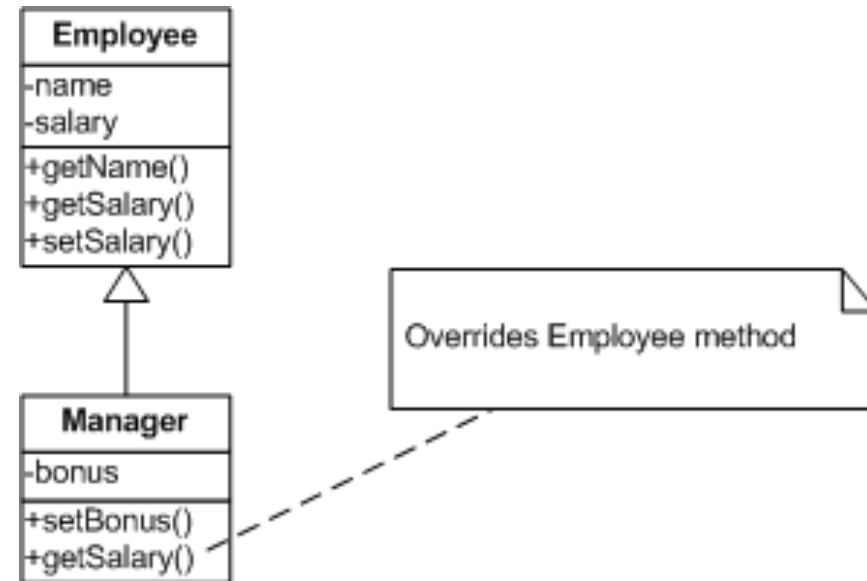 Employee
-name
-salary
+getName()
+getSalary()
+setSalary()
Overrides Employee method
Manager
-bonus
+setBonus()
+getSalary()